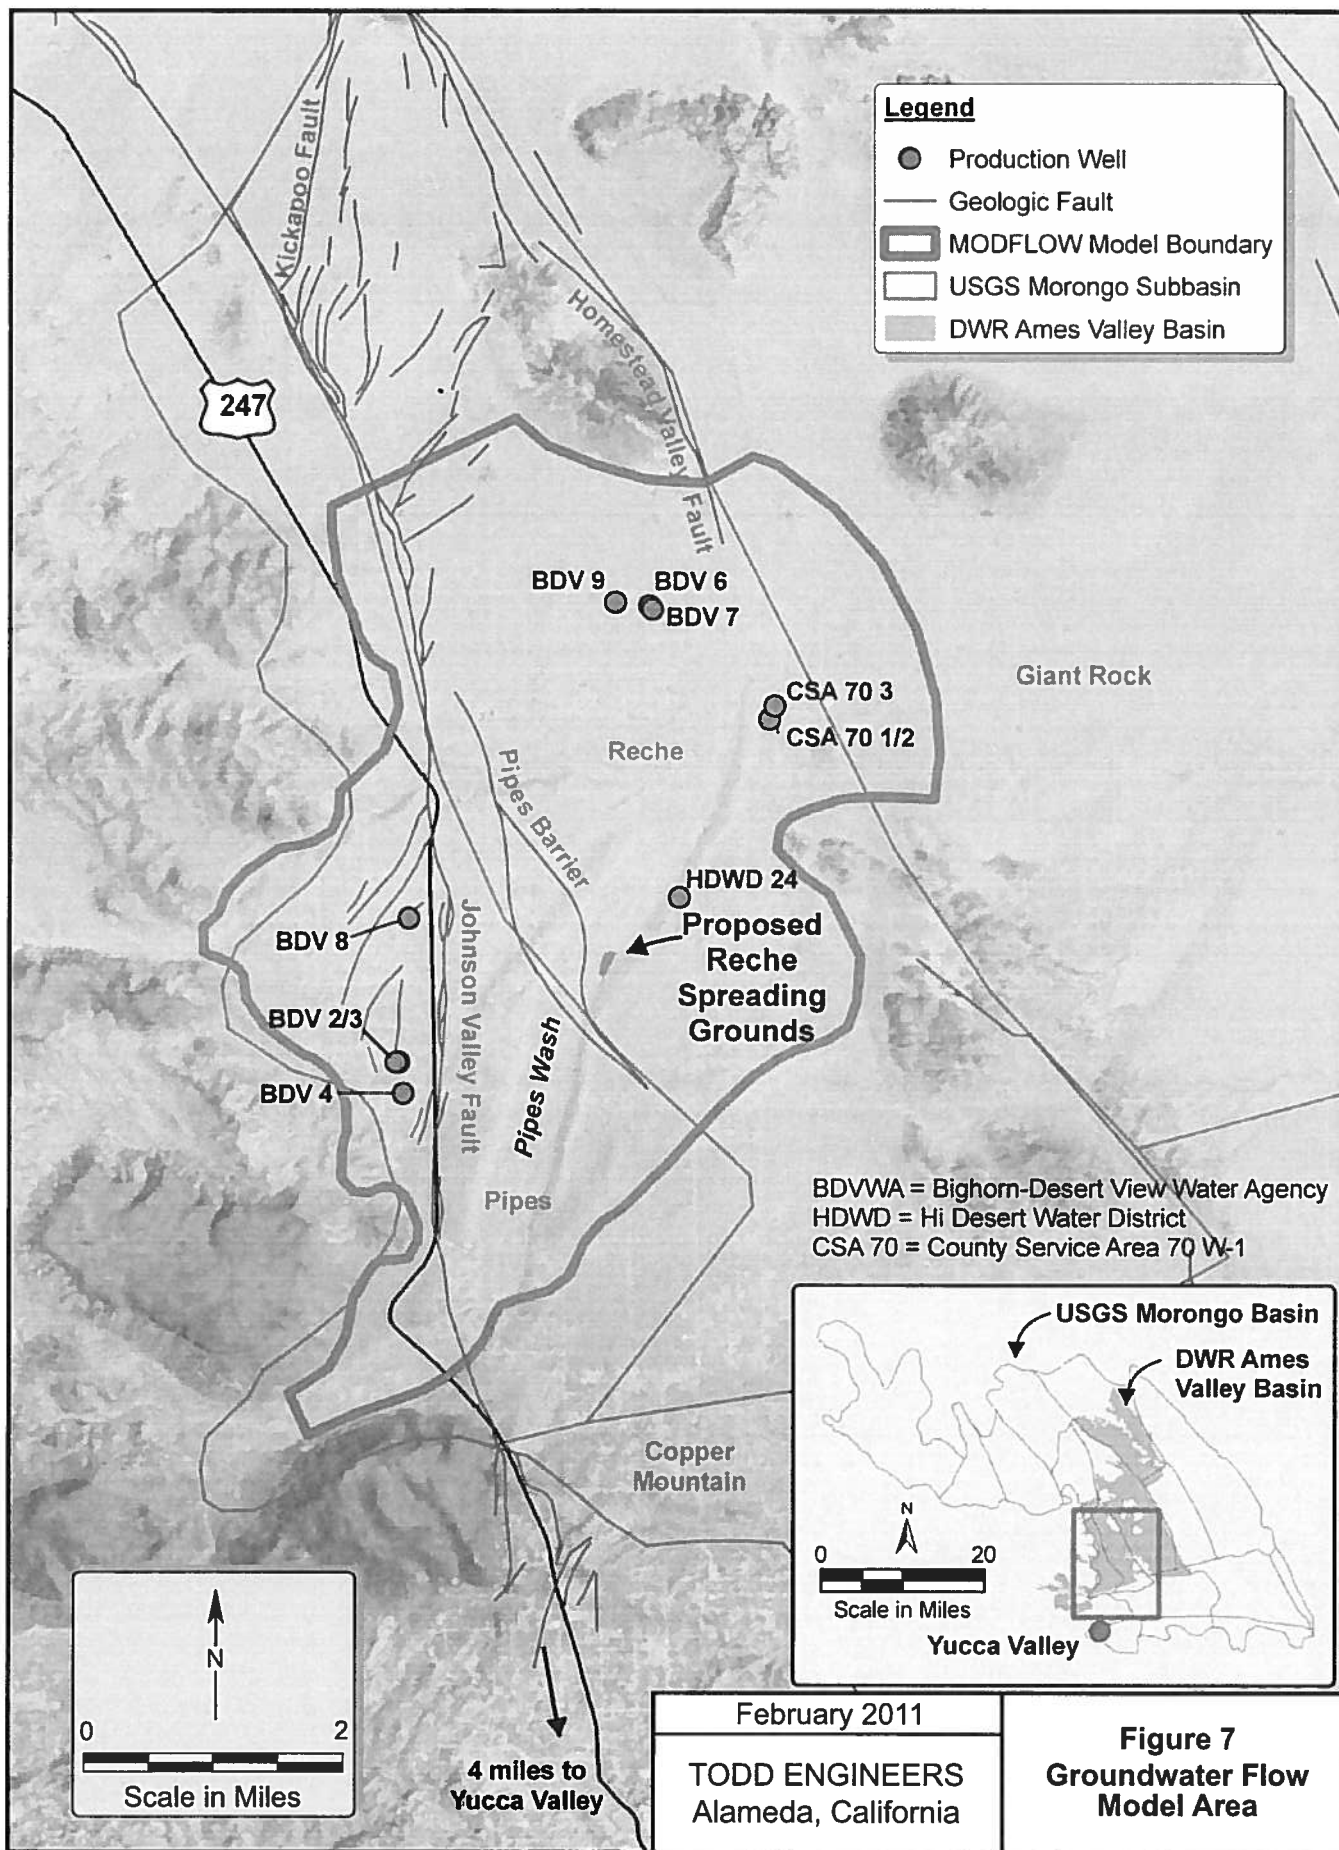 Legend
Production Well
Geologic Fault
MODFLOW Model Boundary
USGS Morongo Subbasin
DWR Ames Valley Basin
Kickapoo Fault
247
Homestead Valley Fault
BDV 9
BDV 6
BDV 7
Giant Rock
CSA 70 3
CSA 70 1/2
Reche
Pipes Barrier
HDWD 24
Proposed
Reche
Spreading
Grounds
BDV 8
Johnson Valley Fault
BDV 2/3
BDV 4
Pipes Wash
Pipes
BDVWA = Bighorn-Desert View Water Agency
HDWD = Hi Desert Water District
CSA 70 = County Service Area 70 W-1
USGS Morongo Basin
DWR Ames
Valley Basin
N
0 20
Scale in Miles
Yucca Valley
Copper
Mountain
N
0 2
Scale in Miles
4 miles to
Yucca Valley
February 2011
TODD ENGINEERS
Alameda, California
Figure 7
Groundwater Flow
Model Area